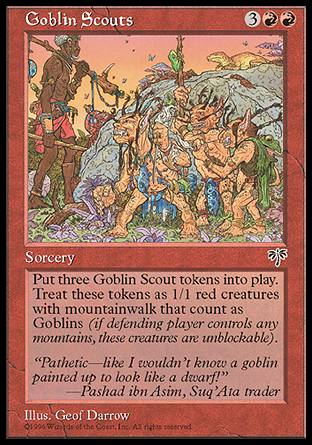 Goblin Scouts 3
Sorcery
Put three Goblin Scout tokens into play.
Treat these tokens as 1/1 red creatures
with mountainwalk that count as
Goblins (if defending player controls any
mountains, these creatures are unblockable).
“Pathetic—like I wouldn’t know a goblin
painted up to look like a dwarf!”
—Pashad ibn Asim, Suq’Ata trader
Illus. Geof Darrow
©1996 Wizards of the Coast, Inc. All rights reserved.